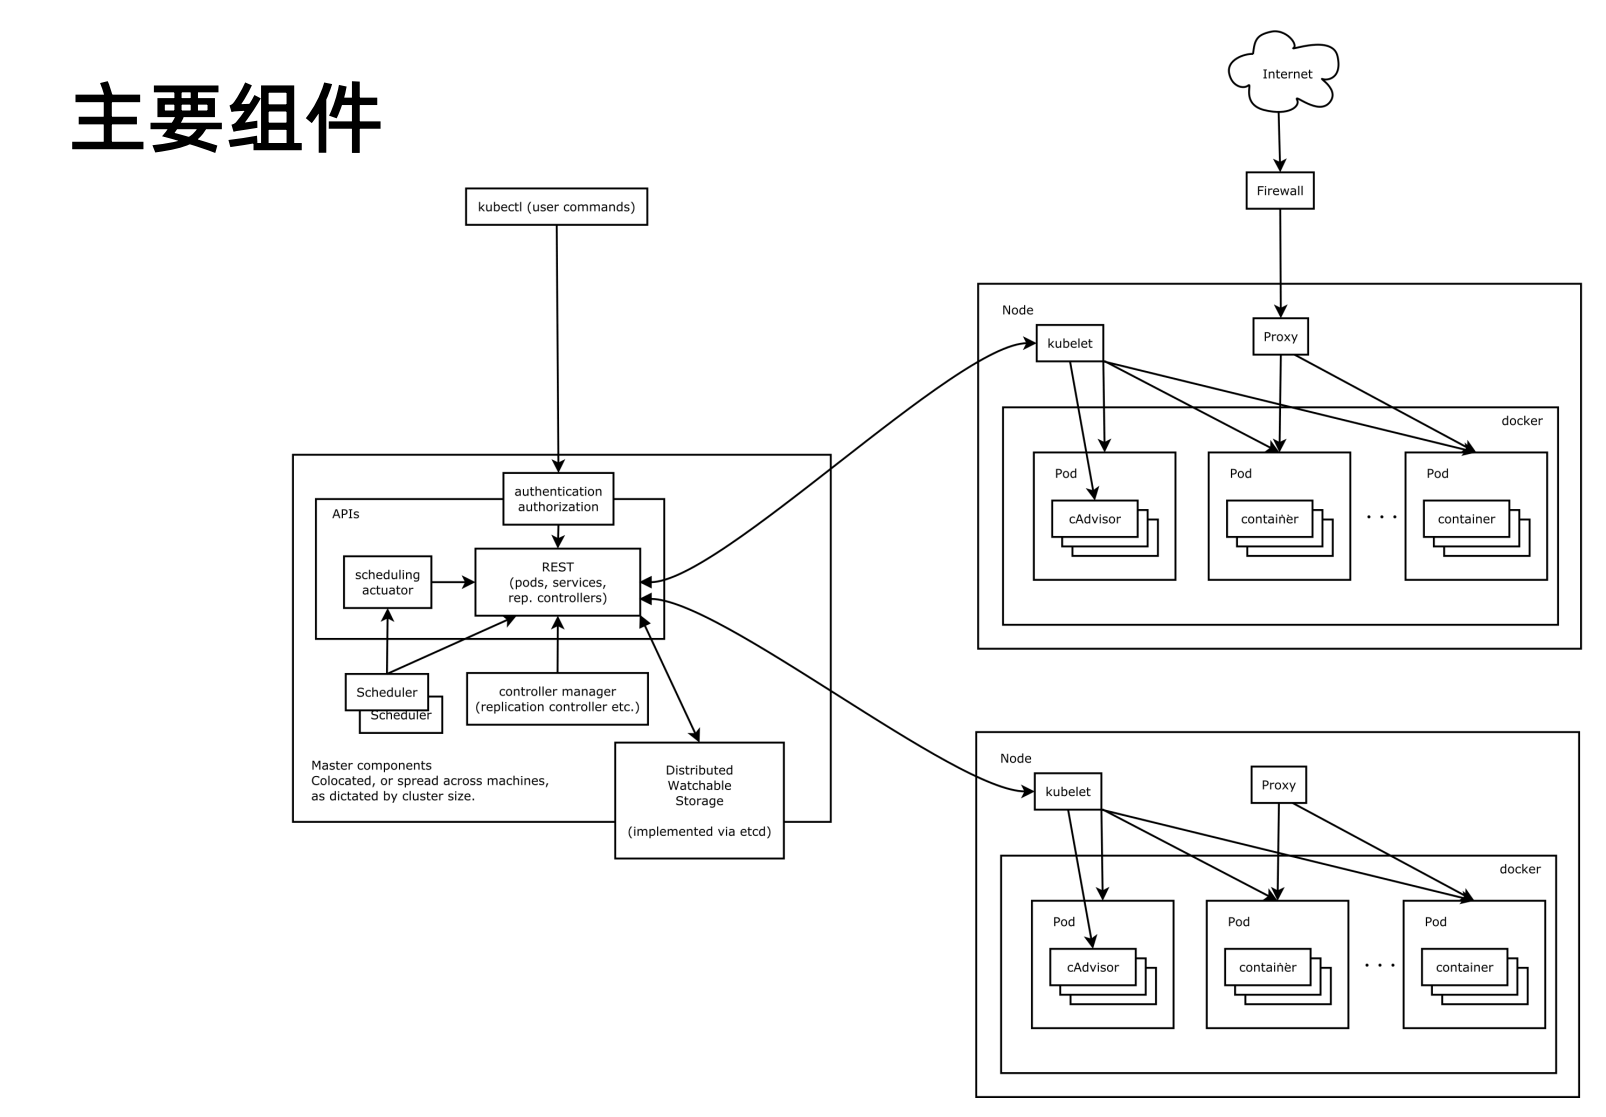 主要组件
Internet
Firewall
kubectl (user commands)
Node
kubelet
Proxy
docker
Pod
cAdvisor
Pod
container
. . .
Pod
container
authentication
authorization
APIs
REST
(pods, services,
rep. controllers)
scheduling
actuator
Scheduler
Scheduler
controller manager
(replication controller etc.)
Master components
Colocated, or spread across machines,
as dictated by cluster size.
Distributed
Watchable
Storage
(implemented via etcd)
Node
kubelet
Proxy
docker
Pod
cAdvisor
Pod
container
. . .
Pod
container